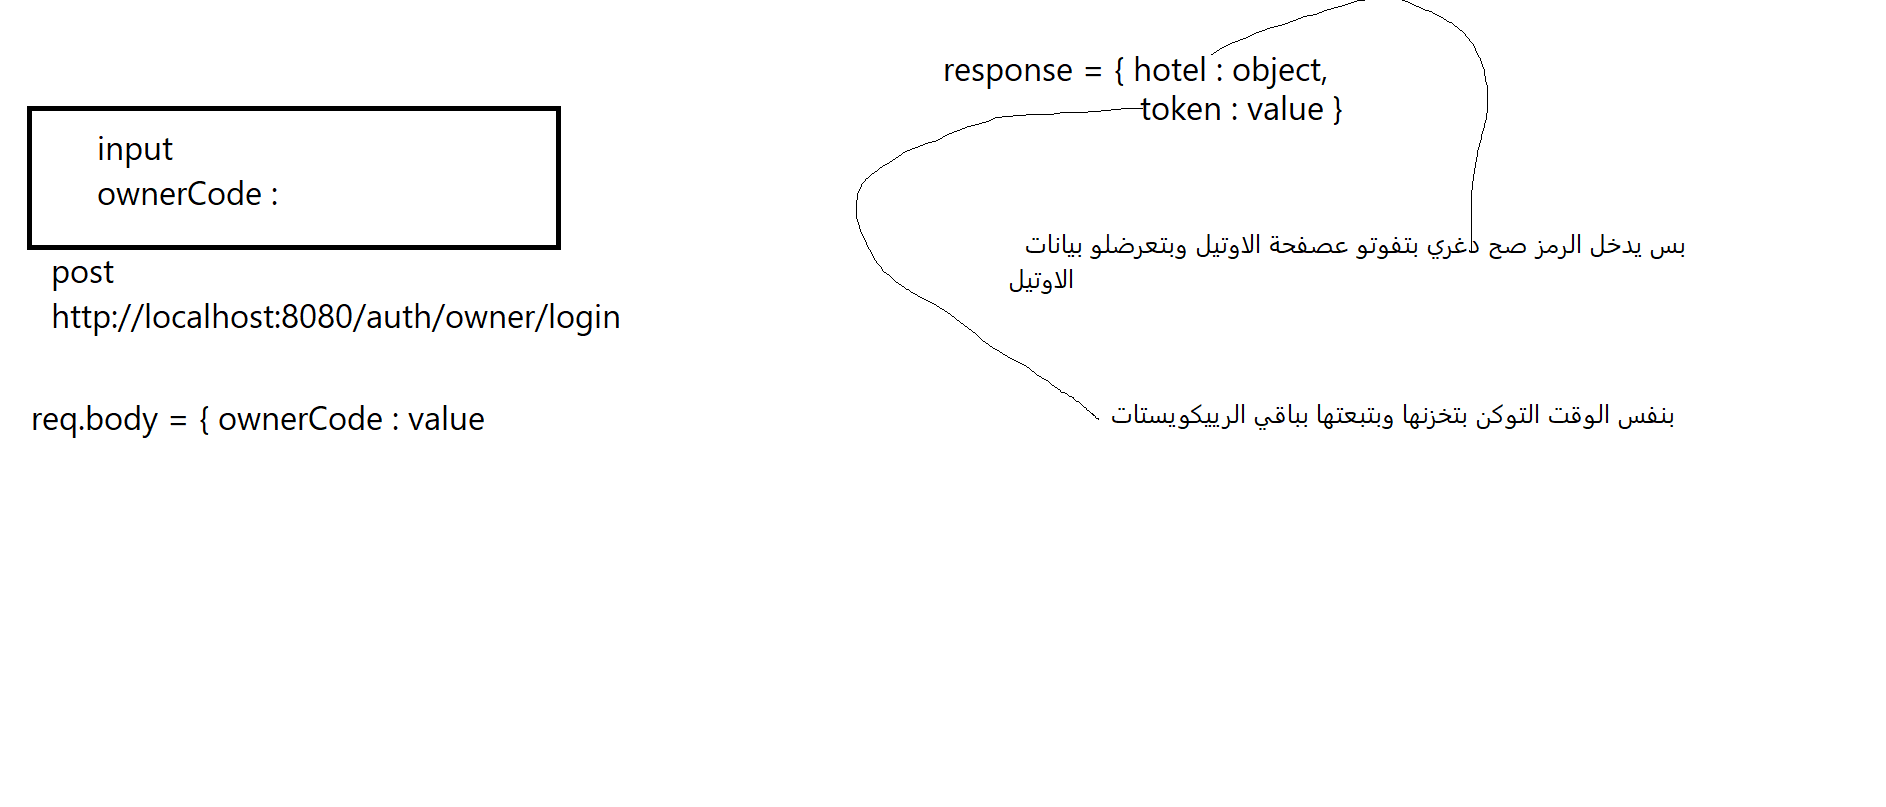 input
ownerCode :
post
http://localhost:8080/auth/owner/login
req.body = { ownerCode : value
response = { hotel : object,
token : value }
بس يدخل الرمز صح دغري بتفوتو عصفحة الاوتيل وبتعرضلو بيانات
الاوتيل
بنفس الوقت التوكن بتخزنها وبتبعتها بباقي الرييكويستات